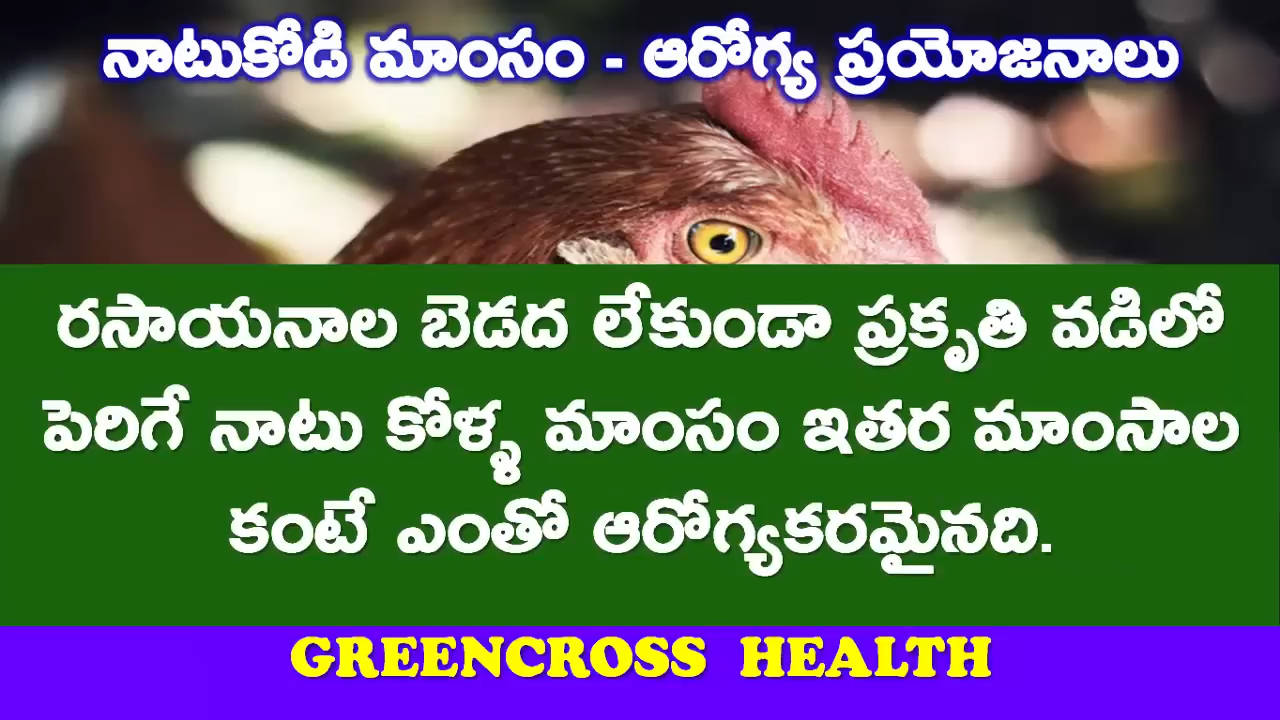 నాటుకోడి మాంసం - ఆరోగ్య ప్రయోజనాలు
రసాయనాల బెడద లేకుండా ప్రకృతి వడిలో
పెరిగే నాటు కోళ్ళ మాంసం ఇతర మాంసాల
కంటే ఎంతో ఆరోగ్యకరమైనది.
GREENCROSS HEALTH